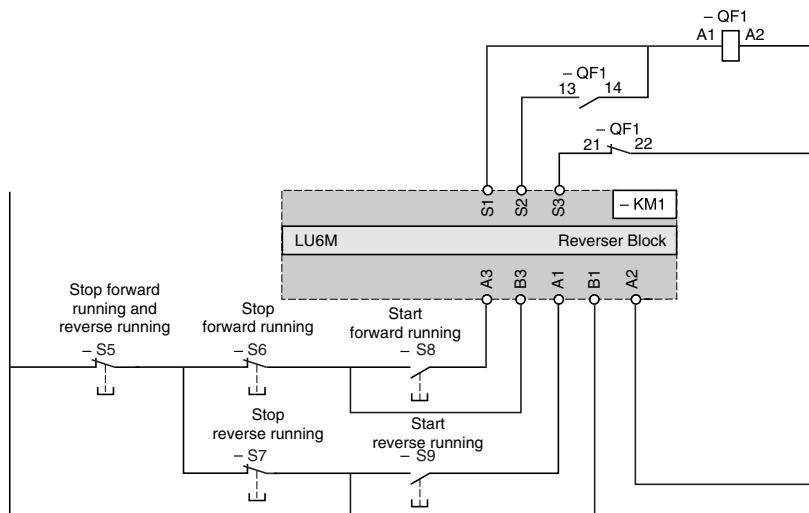 – QF1
A1 A2
– QF1
13 14
– QF1
21 22
S1
S2
S3
– KM1
LU6M Reverser Block
A3
B3
A1
B1
A2
Stop forward
running and
reverse running
– S5
Stop
forward running
– S6
Start
forward running
– S8
Stop
reverse running
– S7
Start
reverse running
– S9